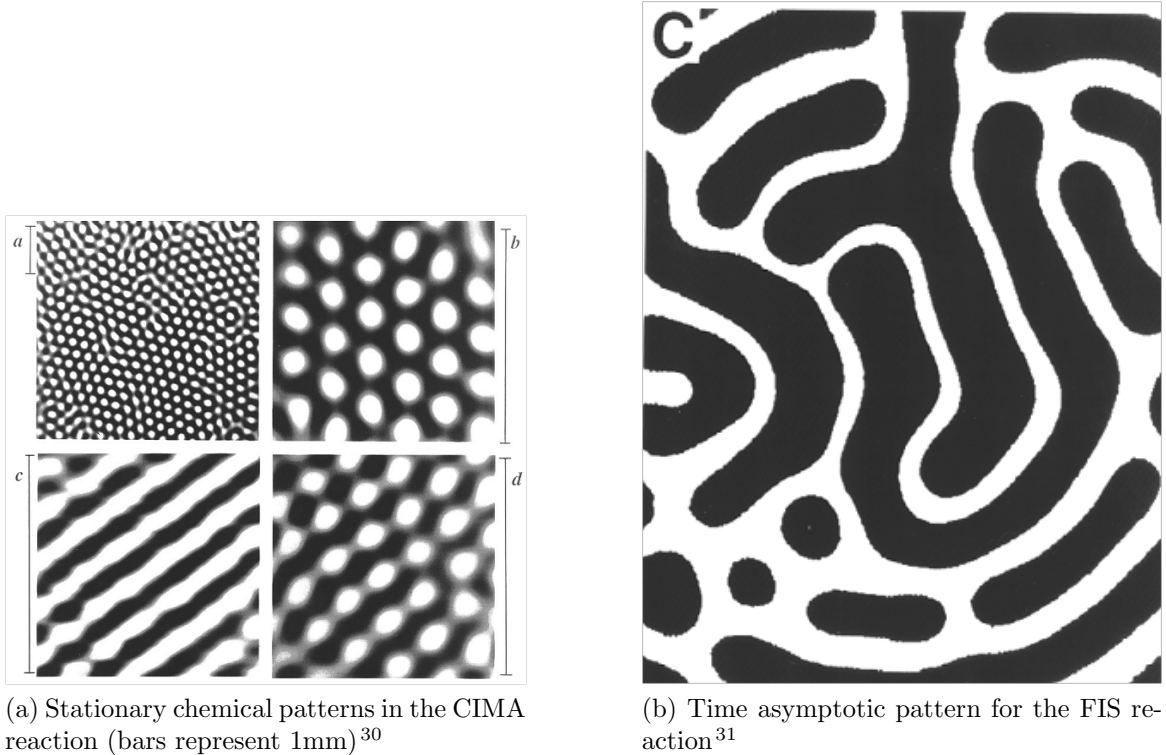 a
b
c
d
C
(a) Stationary chemical patterns in the CIMA
reaction (bars represent 1mm)³⁰
(b) Time asymptotic pattern for the FIS re-
action³¹